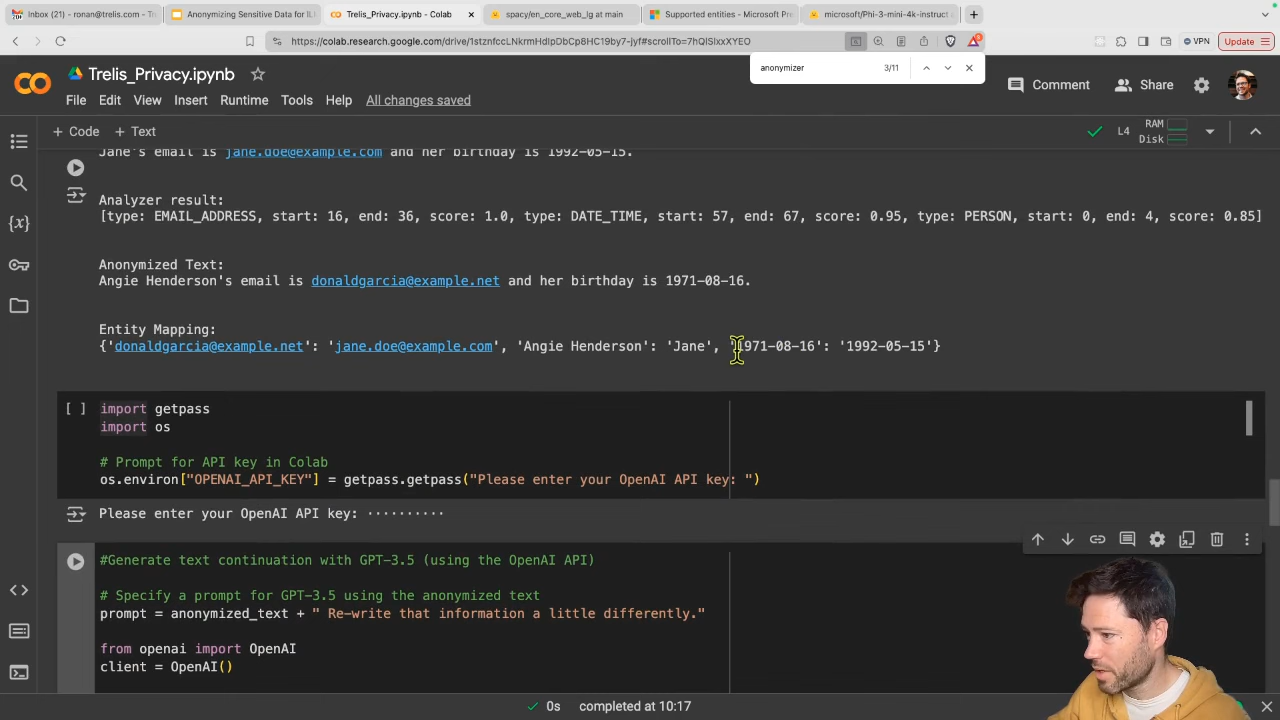 Inbox (21) - ronan@trelis.com -
Anonymizing Sensitive Data for LL
Trelis_Privacy.ipynb - Colab
spacy/en_core_web_lg at main
Supported entities - Microsoft Pre
microsoft/Phi-3-mini-4k-instruct a
https://colab.research.google.com/drive/1stznfccLNkrmHdIpDbCp8HC19by7-jyf#scrollTo=7hQISlxxXYEO
VPN
Update
anonymizer 3/11
Trelis_Privacy.ipynb
File Edit View Insert Runtime Tools Help All changes saved
Comment Share
+ Code + Text
L4 RAM
Disk
Jane's email is jane.doe@example.com and her birthday is 1992-05-15.
Analyzer result:
[type: EMAIL_ADDRESS, start: 16, end: 36, score: 1.0, type: DATE_TIME, start: 57, end: 67, score: 0.95, type: PERSON, start: 0, end: 4, score: 0.85]
Anonymized Text:
Angie Henderson's email is donaldgarcia@example.net and her birthday is 1971-08-16.
Entity Mapping:
{'donaldgarcia@example.net': 'jane.doe@example.com', 'Angie Henderson': 'Jane', '1971-08-16': '1992-05-15'}
[ ] import getpass
import os
# Prompt for API key in Colab
os.environ["OPENAI_API_KEY"] = getpass.getpass("Please enter your OpenAI API key: ")
Please enter your OpenAI API key: ··········
#Generate text continuation with GPT-3.5 (using the OpenAI API)
# Specify a prompt for GPT-3.5 using the anonymized text
prompt = anonymized_text + " Re-write that information a little differently."
from openai import OpenAI
client = OpenAI()
0s completed at 10:17